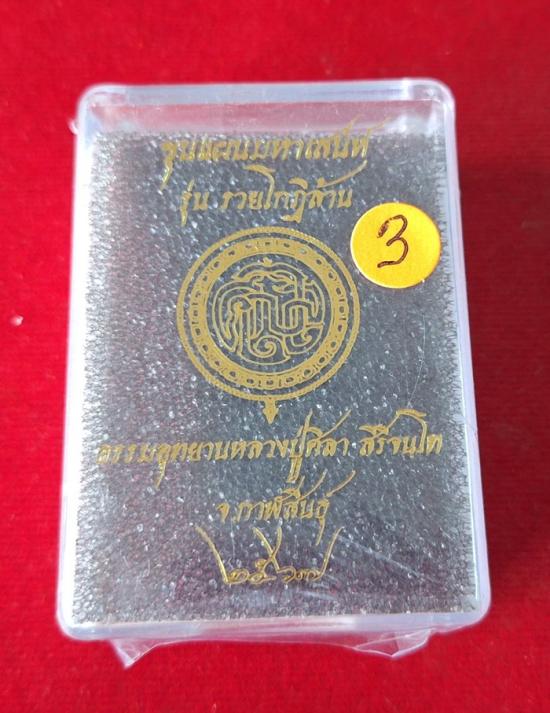 ขุนแผนมหาเสน่ห์
รุ่น รวยโกฏิล้าน
3
ธรรมอุทยานหลวงปู่ศิลา สิริจนฺโท
จ.กาฬสินธุ์
๒๕๖๗